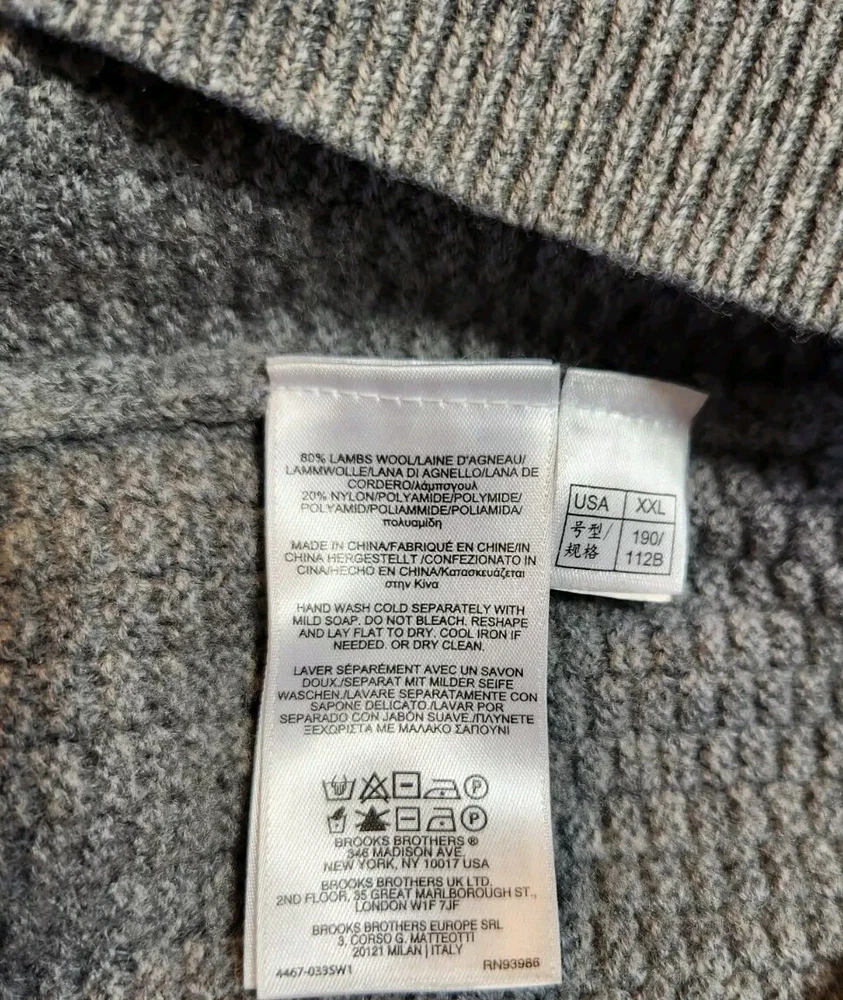 80% LAMBS WOOL/LAINE D'AGNEAU/
LAMMWOLLE/LANA DI AGNELLO/LANA DE
CORDERO/λάμπσγουλ
20% NYLON/POLYAMIDE/POLYMIDE/
POLYAMID/POLIAMMIDE/POLIAMIDA/
πολυαμίδη
MADE IN CHINA/FABRIQUÉ EN CHINE/IN
CHINA HERGESTELLT /CONFEZIONATO IN
CINA/HECHO EN CHINA/Κατασκευάζεται
στην Κίνα
HAND WASH COLD SEPARATELY WITH
MILD SOAP. DO NOT BLEACH. RESHAPE
AND LAY FLAT TO DRY. COOL IRON IF
NEEDED. OR DRY CLEAN.
LAVER SÉPARÉMENT AVEC UN SAVON
DOUX./SEPARAT MIT MILDER SEIFE
WASCHEN./LAVARE SEPARATAMENTE CON
SAPONE DELICATO./LAVAR POR
SEPARADO CON JABÓN SUAVE./ΠΛΥΝΕΤΕ
ΞΕΧΩΡΙΣΤΑ ΜΕ ΜΑΛΑΚΟ ΣΑΠΟΥΝΙ
P
P
BROOKS BROTHERS ®
346 MADISON AVE.
NEW YORK, NY 10017 USA
BROOKS BROTHERS UK LTD.
2ND FLOOR, 35 GREAT MARLBOROUGH ST.,
LONDON W1F 7JF
BROOKS BROTHERS EUROPE SRL
3, CORSO G. MATTEOTTI
20121 MILAN | ITALY
4467-033SW1 RN93986
USA XXL
号型/ 190/
规格 112B